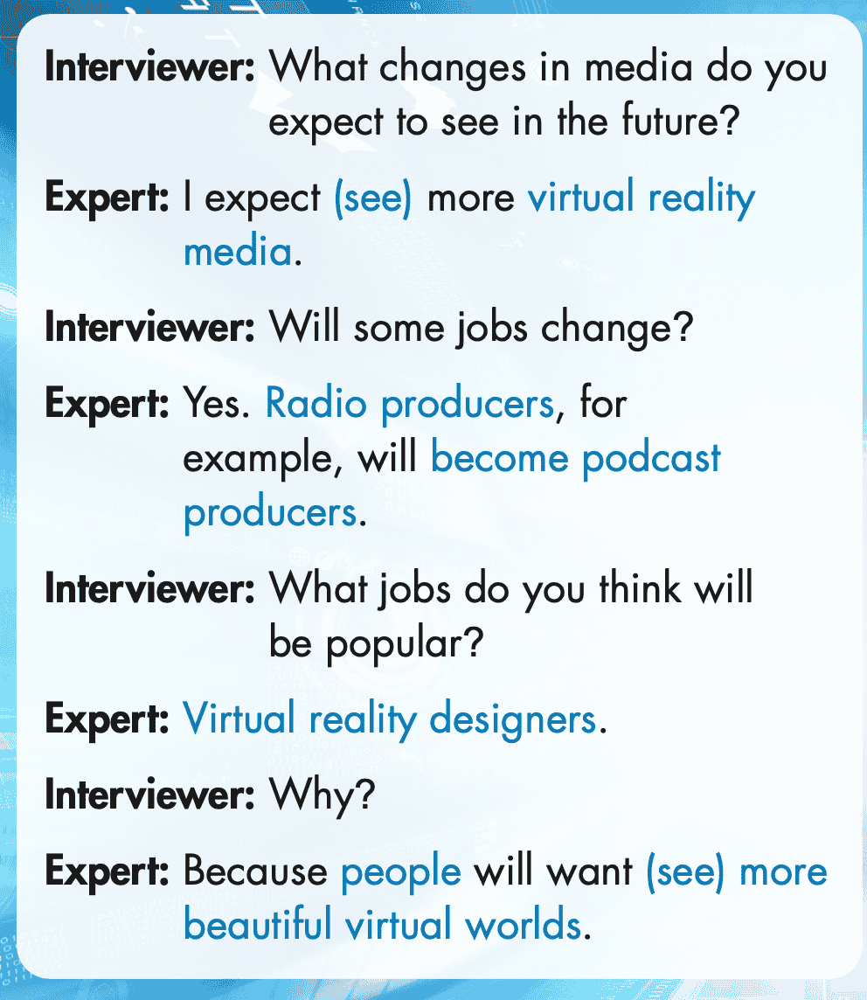 Interviewer: What changes in media do you
expect to see in the future?
Expert: I expect (see) more virtual reality
media.
Interviewer: Will some jobs change?
Expert: Yes. Radio producers, for
example, will become podcast
producers.
Interviewer: What jobs do you think will
be popular?
Expert: Virtual reality designers.
Interviewer: Why?
Expert: Because people will want (see) more
beautiful virtual worlds.